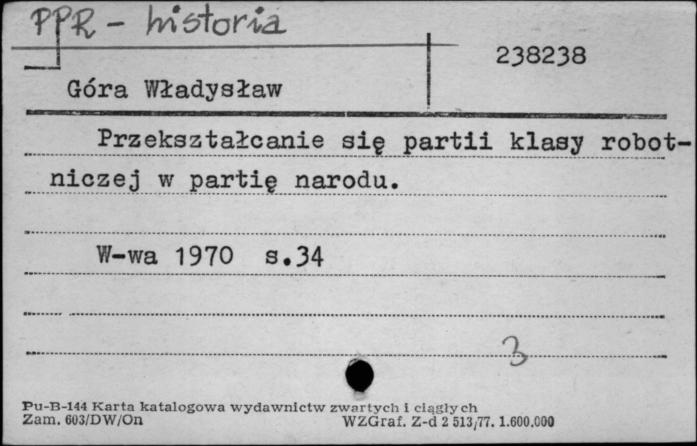 PPR - historia
238238
Góra Władysław
Przekształcanie się partii klasy robot-
niczej w partię narodu.
W-wa 1970 s.34
3
Pu-B-144 Karta katalogowa wydawnictw zwartych i ciągłych
Zam. 603/DW/On WZGraf. Z-d 2 513/77. 1.600.000